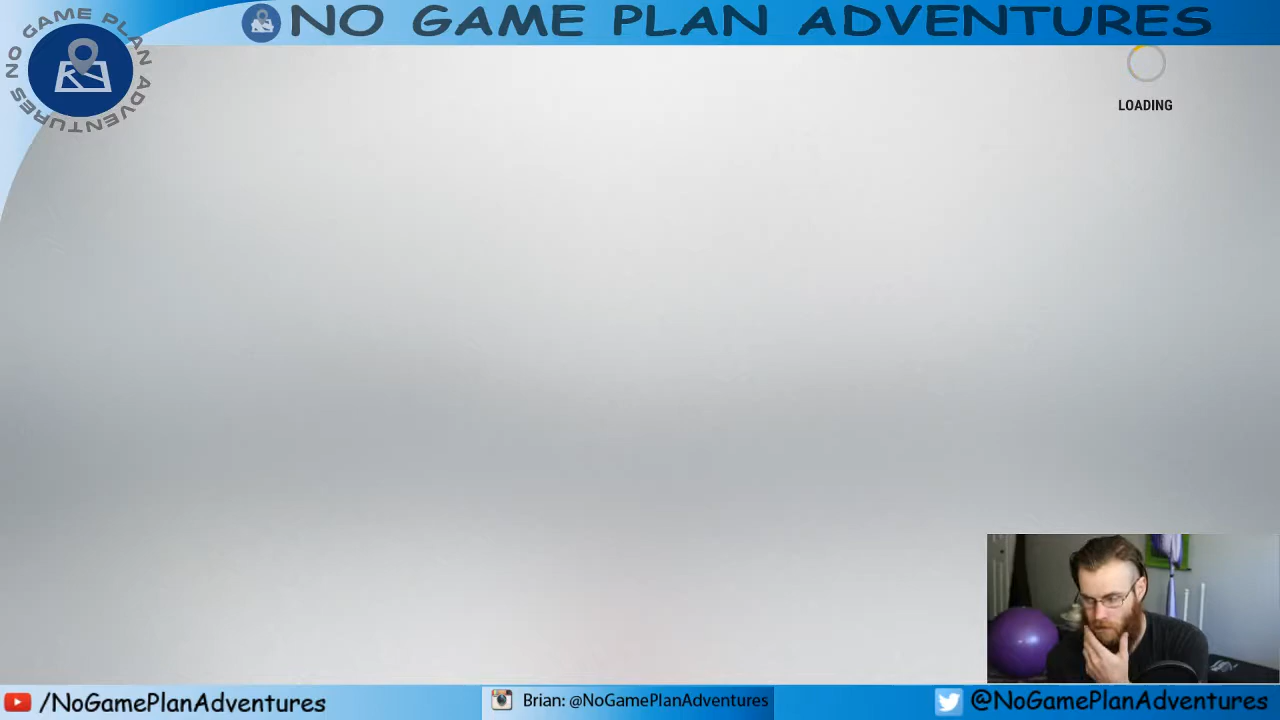 NO GAME PLAN ADVENTURES
NO GAME PLAN ADVENTURES
LOADING
/NoGamePlanAdventures
Brian: @NoGamePlanAdventures
@NoGamePlanAdventures